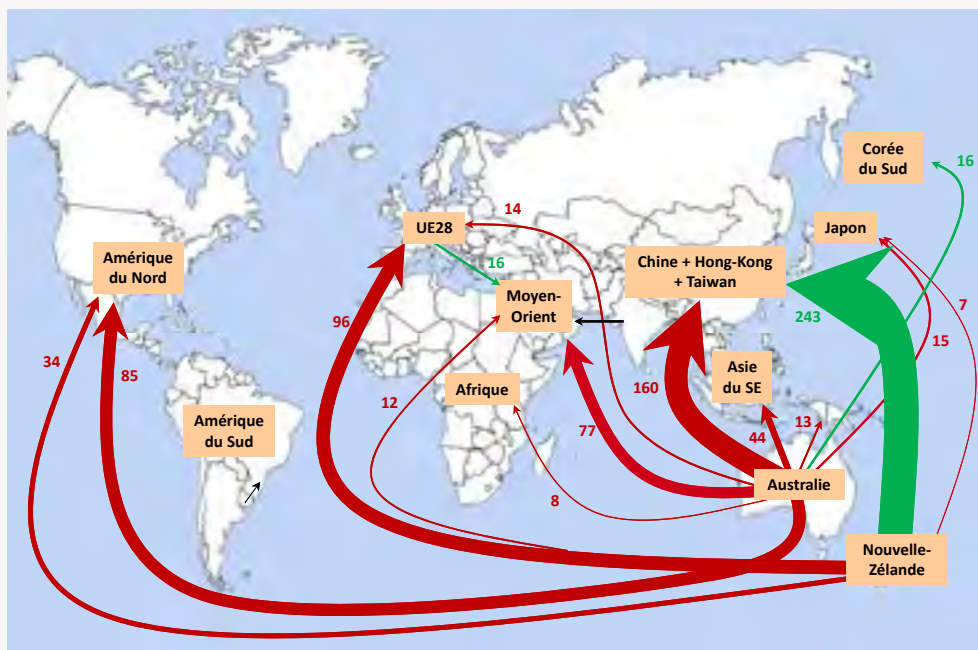 Corée
du Sud
16
14
UE28
Japon
Amérique
du Nord
16
Chine + Hong-Kong
+ Taiwan
Moyen-
Orient
7
243
96
15
34
85
160
Asie
du SE
Afrique
12
Amérique
du Sud
77
44
13
Australie
8
Nouvelle-
Zélande